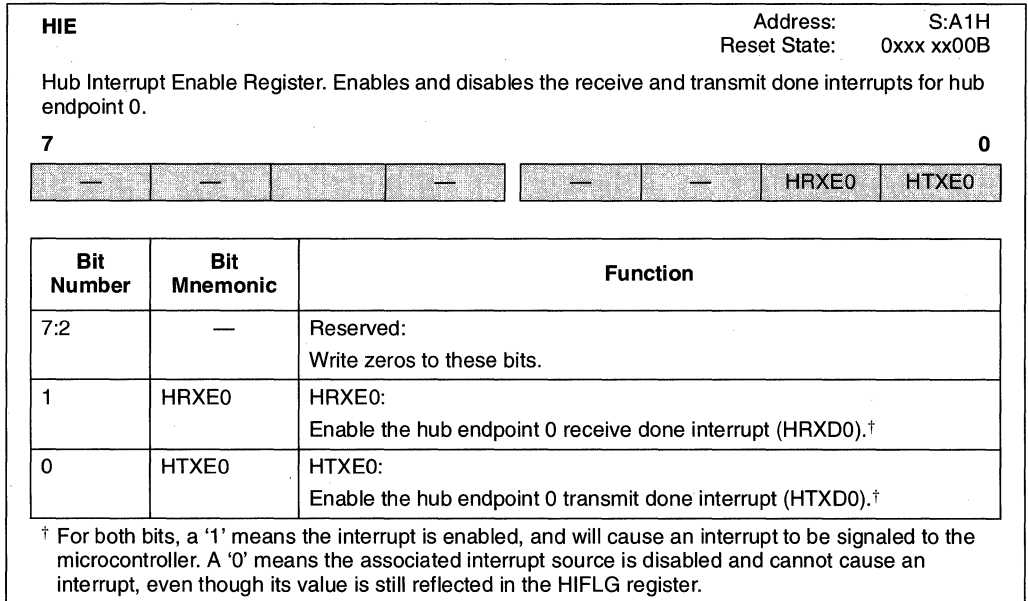 HIE Address: S:A1H
Reset State: 0xxx xx00B
Hub Interrupt Enable Register. Enables and disables the receive and transmit done interrupts for hub
endpoint 0.
7 0
— — — — — HRXE0 HTXE0
Bit Number Bit Mnemonic Function
7:2 — Reserved:
Write zeros to these bits.
1 HRXE0 HRXE0:
Enable the hub endpoint 0 receive done interrupt (HRXD0).†
0 HTXE0 HTXE0:
Enable the hub endpoint 0 transmit done interrupt (HTXD0).†
† For both bits, a ‘1’ means the interrupt is enabled, and will cause an interrupt to be signaled to the
microcontroller. A ‘0’ means the associated interrupt source is disabled and cannot cause an
interrupt, even though its value is still reflected in the HIFLG register.